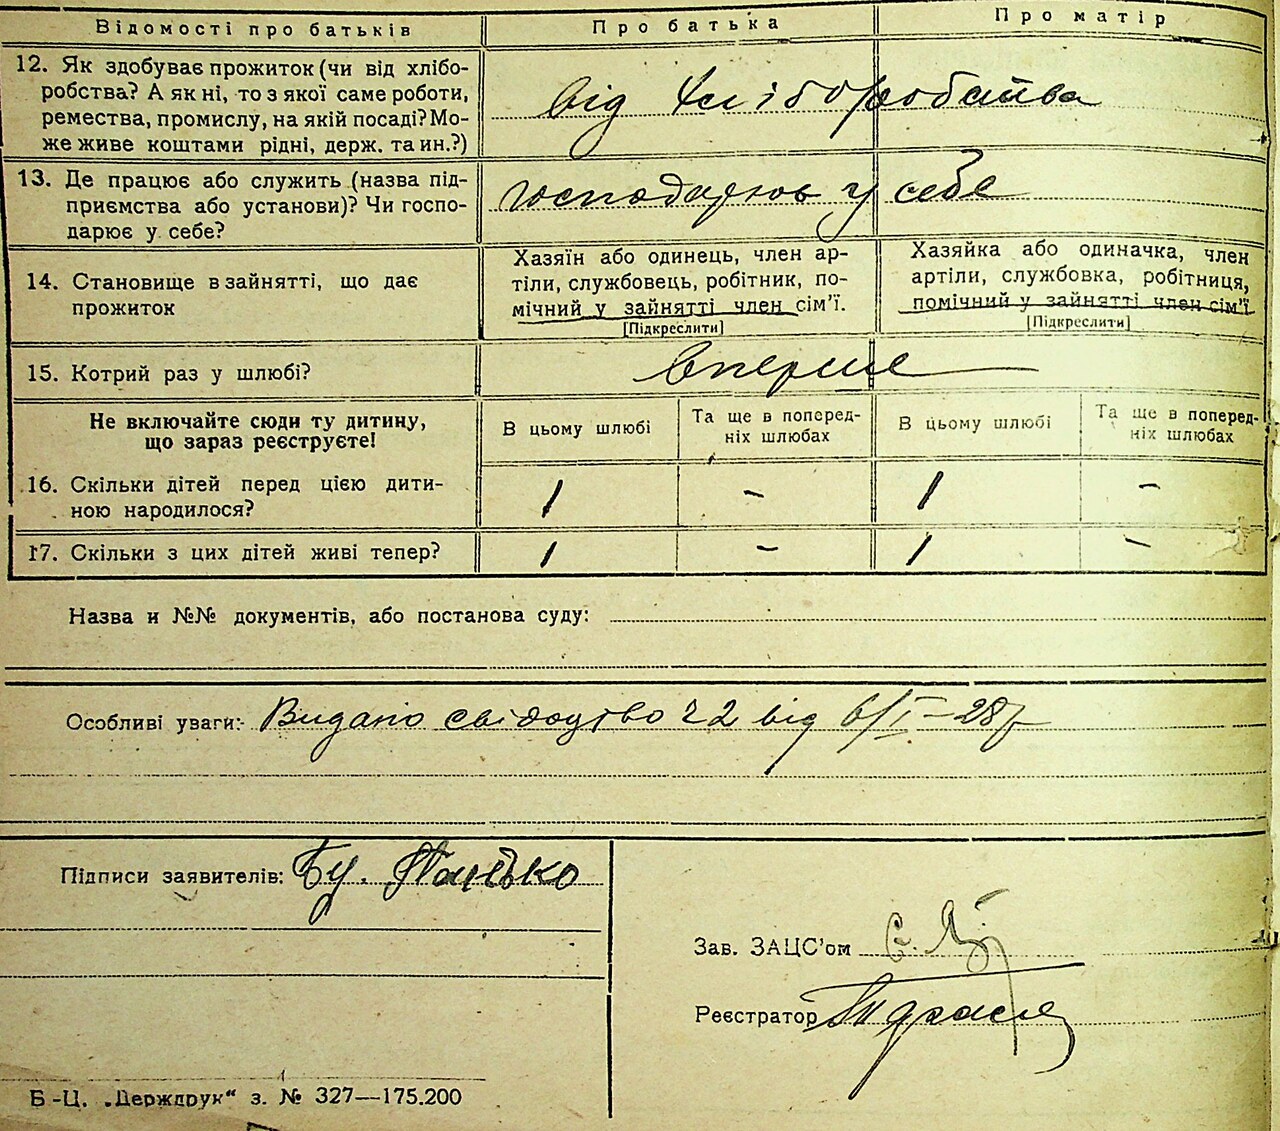 Відомості про батьків Про батька Про матір
12. Як здобуває прожиток (чи від хлібо-
робства? А як ні, то з якої саме роботи,
ремества, промислу, на якій посаді? Мо-
же живе коштами рідні, держ. та ин.?)
від хліборобства
13. Де працює або служить (назва під-
приємства або установи)? Чи госпо-
дарює у себе?
господарює у себе
14. Становище в зайнятті, що дає
прожиток
Хазяїн або одинець, член ар-
тіли, службовець, робітник, по-
мічний у зайнятті член сім’ї.
[Підкреслити]
Хазяйка або одиначка, член
артіли, службовка, робітниця,
помічний у зайнятті член сім’ї
[Підкреслити]
15. Котрий раз у шлюбі? вперше
Не включайте сюди ту дитину,
що зараз реєструєте!
В цьому шлюбі
Та ще в поперед-
ніх шлюбах
В цьому шлюбі
Та ще в поперед-
ніх шлюбах
16. Скільки дітей перед цією дити-
ною народилося?
1 - 1 -
17. Скільки з цих дітей живі тепер? 1 - 1 -
Назва и №№ документів, або постанова суду:
Особливі уваги: Видано свідоцтво ч 2 від 6/I-28р
Підписи заявителів:
Зав. ЗАЦС’ом
Реєстратор
Б-Ц. „Держдрук“ з. № 327—175.200